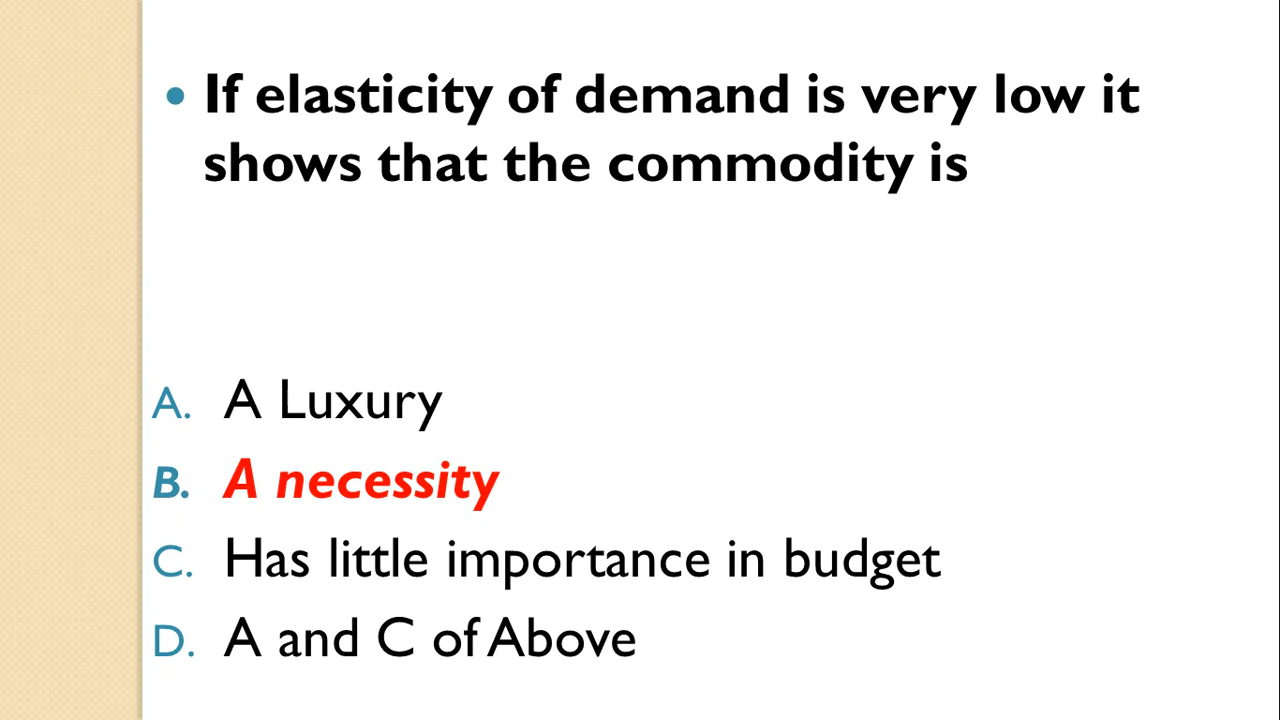 • If elasticity of demand is very low it
shows that the commodity is
A. A Luxury
B. A necessity
C. Has little importance in budget
D. A and C of Above